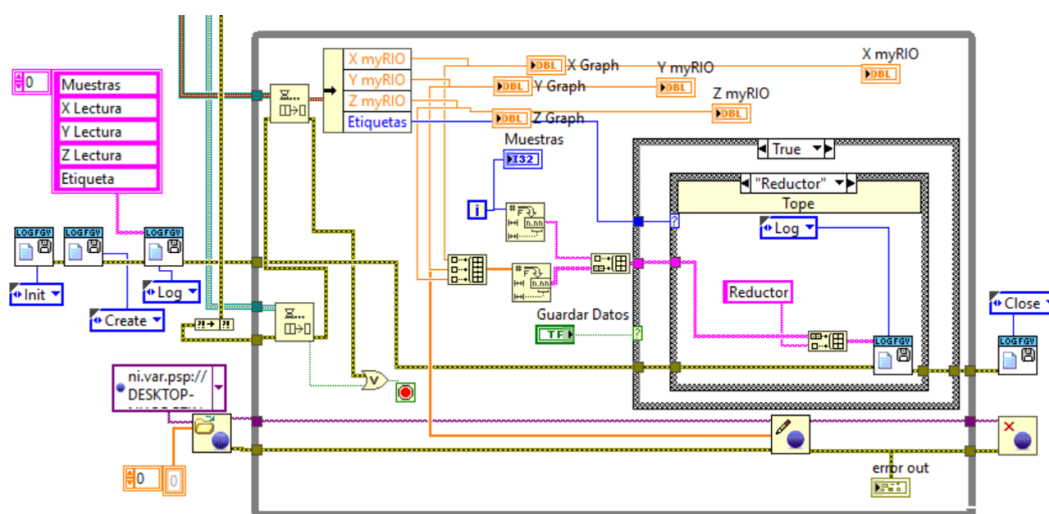 0
Muestras
X Lectura
Y Lectura
Z Lectura
Etiqueta
LOGFGV
LOGFGV
LOGFGV
Init
Create
Log
ni.var.psp://
DESKTOP-
0
0
X myRIO
Y myRIO
Z myRIO
Etiquetas
DBL
X Graph
DBL
Y Graph
DBL
Z Graph
X myRIO
DBL
Y myRIO
DBL
Z myRIO
DBL
Muestras
I32
i
Guardar Datos
TF
True
"Reductor"
Tope
Log
Reductor
LOGFGV
Close
LOGFGV
error out